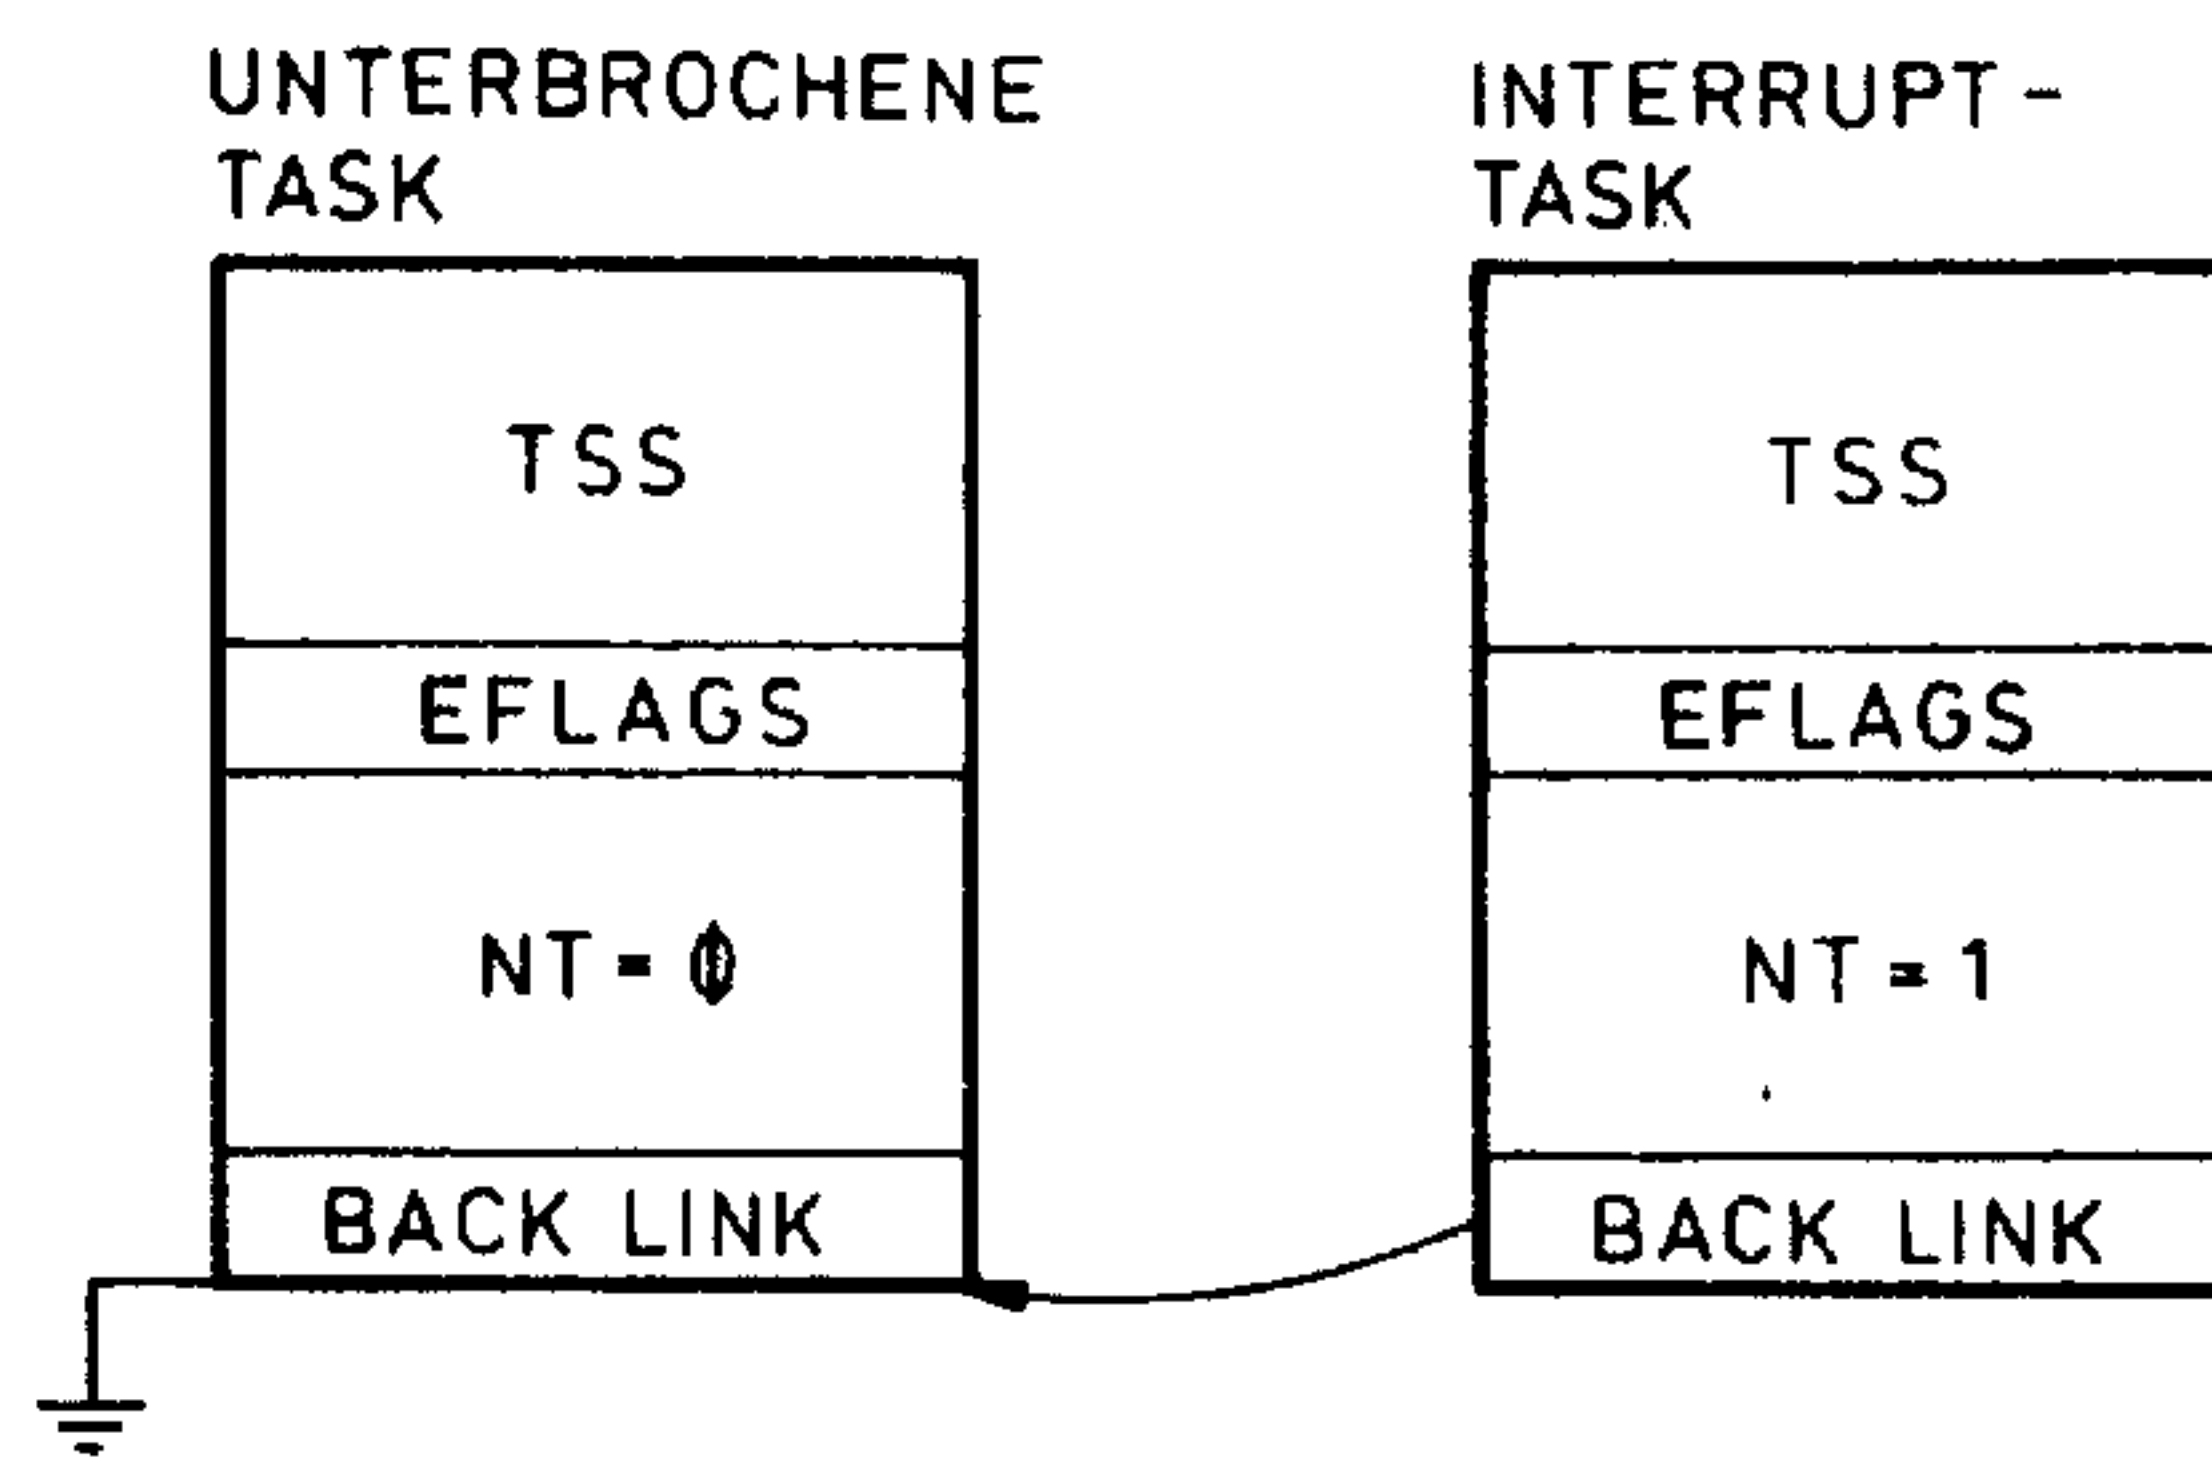 UNTERBROCHENE
TASK
TSS
EFLAGS
NT=0
BACK LINK
INTERRUPT-
TASK
TSS
EFLAGS
NT=1
BACK LINK